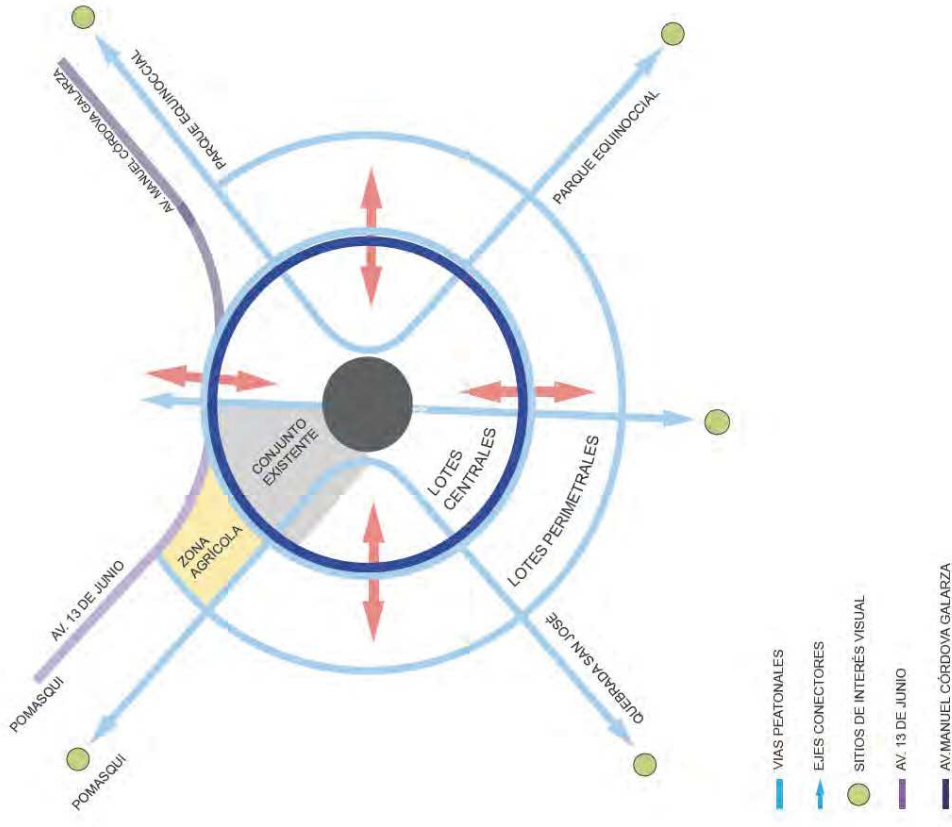 PARQUE EQUINOCCIAL
AV. MANUEL CÓRDOVA GALARZA
PARQUE EQUINOCCIAL
CONJUNTO
EXISTENTE
LOTES
CENTRALES
LOTES PERIMETRALES
ZONA
AGRÍCOLA
AV. 13 DE JUNIO
POMASQUI
POMASQUI
QUEBRADA SAN JOSÉ
VIAS PEATONALES
EJES CONECTORES
SITIOS DE INTERÉS VISUAL
AV. 13 DE JUNIO
AV.MANUEL CÓRDOVA GALARZA